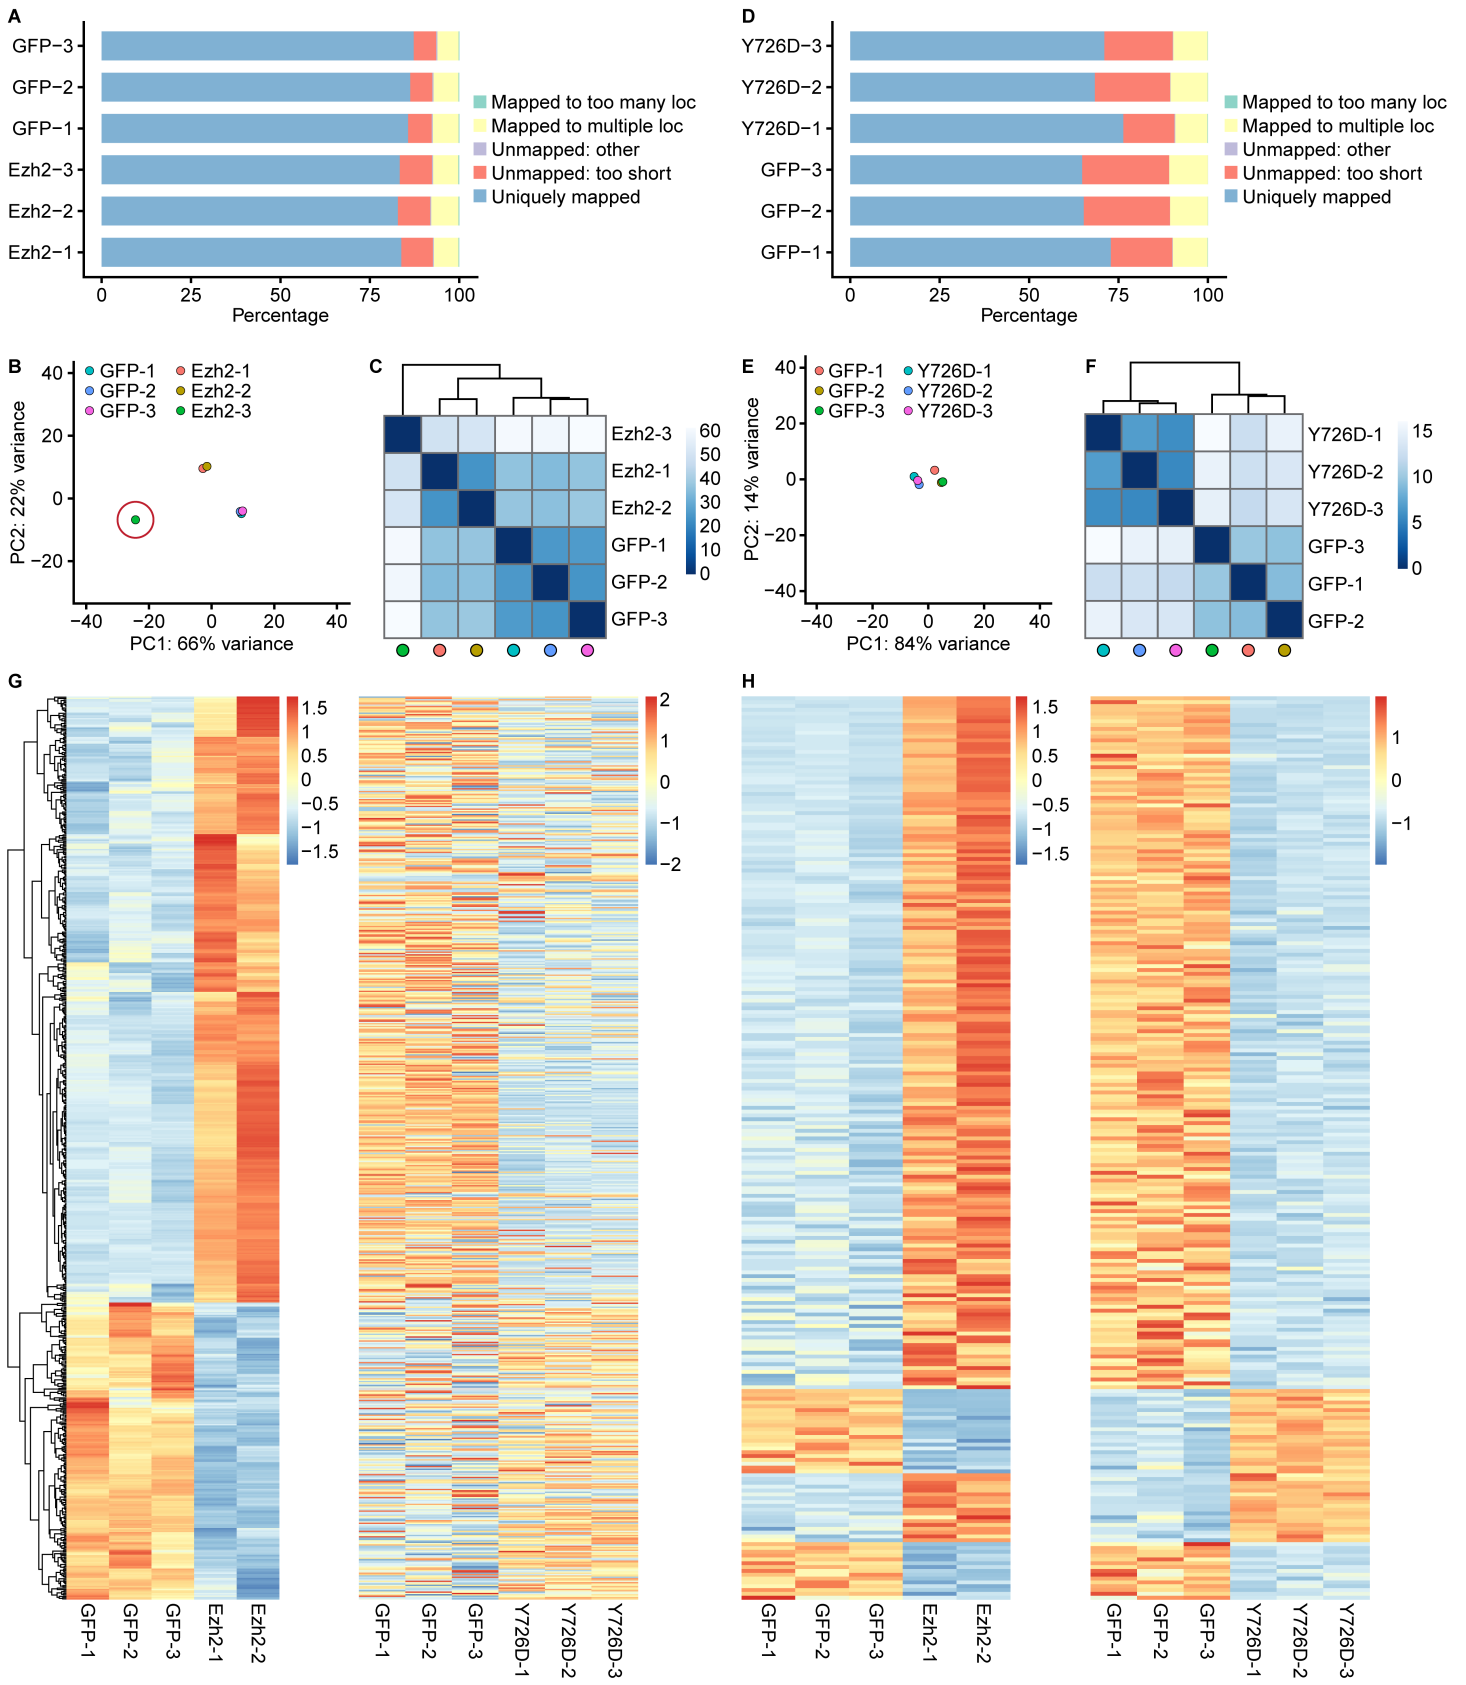 A
GFP−3
GFP−2
GFP−1
Ezh2−3
Ezh2−2
Ezh2−1
0 25 50 75 100
Percentage
Mapped to too many loc
Mapped to multiple loc
Unmapped: other
Unmapped: too short
Uniquely mapped
D
Y726D−3
Y726D−2
Y726D−1
GFP−3
GFP−2
GFP−1
0 25 50 75 100
Percentage
Mapped to too many loc
Mapped to multiple loc
Unmapped: other
Unmapped: too short
Uniquely mapped
B
GFP-1 Ezh2-1
GFP-2 Ezh2-2
GFP-3 Ezh2-3
PC2: 22% variance
40
20
0
−20
−40 −20 0 20 40
PC1: 66% variance
C
Ezh2-3
Ezh2-1
Ezh2-2
GFP-1
GFP-2
GFP-3
60
50
40
30
20
10
0
E
GFP-1 Y726D-1
GFP-2 Y726D-2
GFP-3 Y726D-3
PC2: 14% variance
40
20
0
−20
−40
−40 −20 0 20 40
PC1: 84% variance
F
Y726D-1
Y726D-2
Y726D-3
GFP-3
GFP-1
GFP-2
15
10
5
0
G
1.5
1
0.5
0
−0.5
−1
−1.5
GFP-1
GFP-2
GFP-3
Ezh2-1
Ezh2-2
2
1
0
−1
−2
GFP-1
GFP-2
GFP-3
Y726D-1
Y726D-2
Y726D-3
H
1.5
1
0.5
0
−0.5
−1
−1.5
GFP-1
GFP-2
GFP-3
Ezh2-1
Ezh2-2
1
0
−1
GFP-1
GFP-2
GFP-3
Y726D-1
Y726D-2
Y726D-3